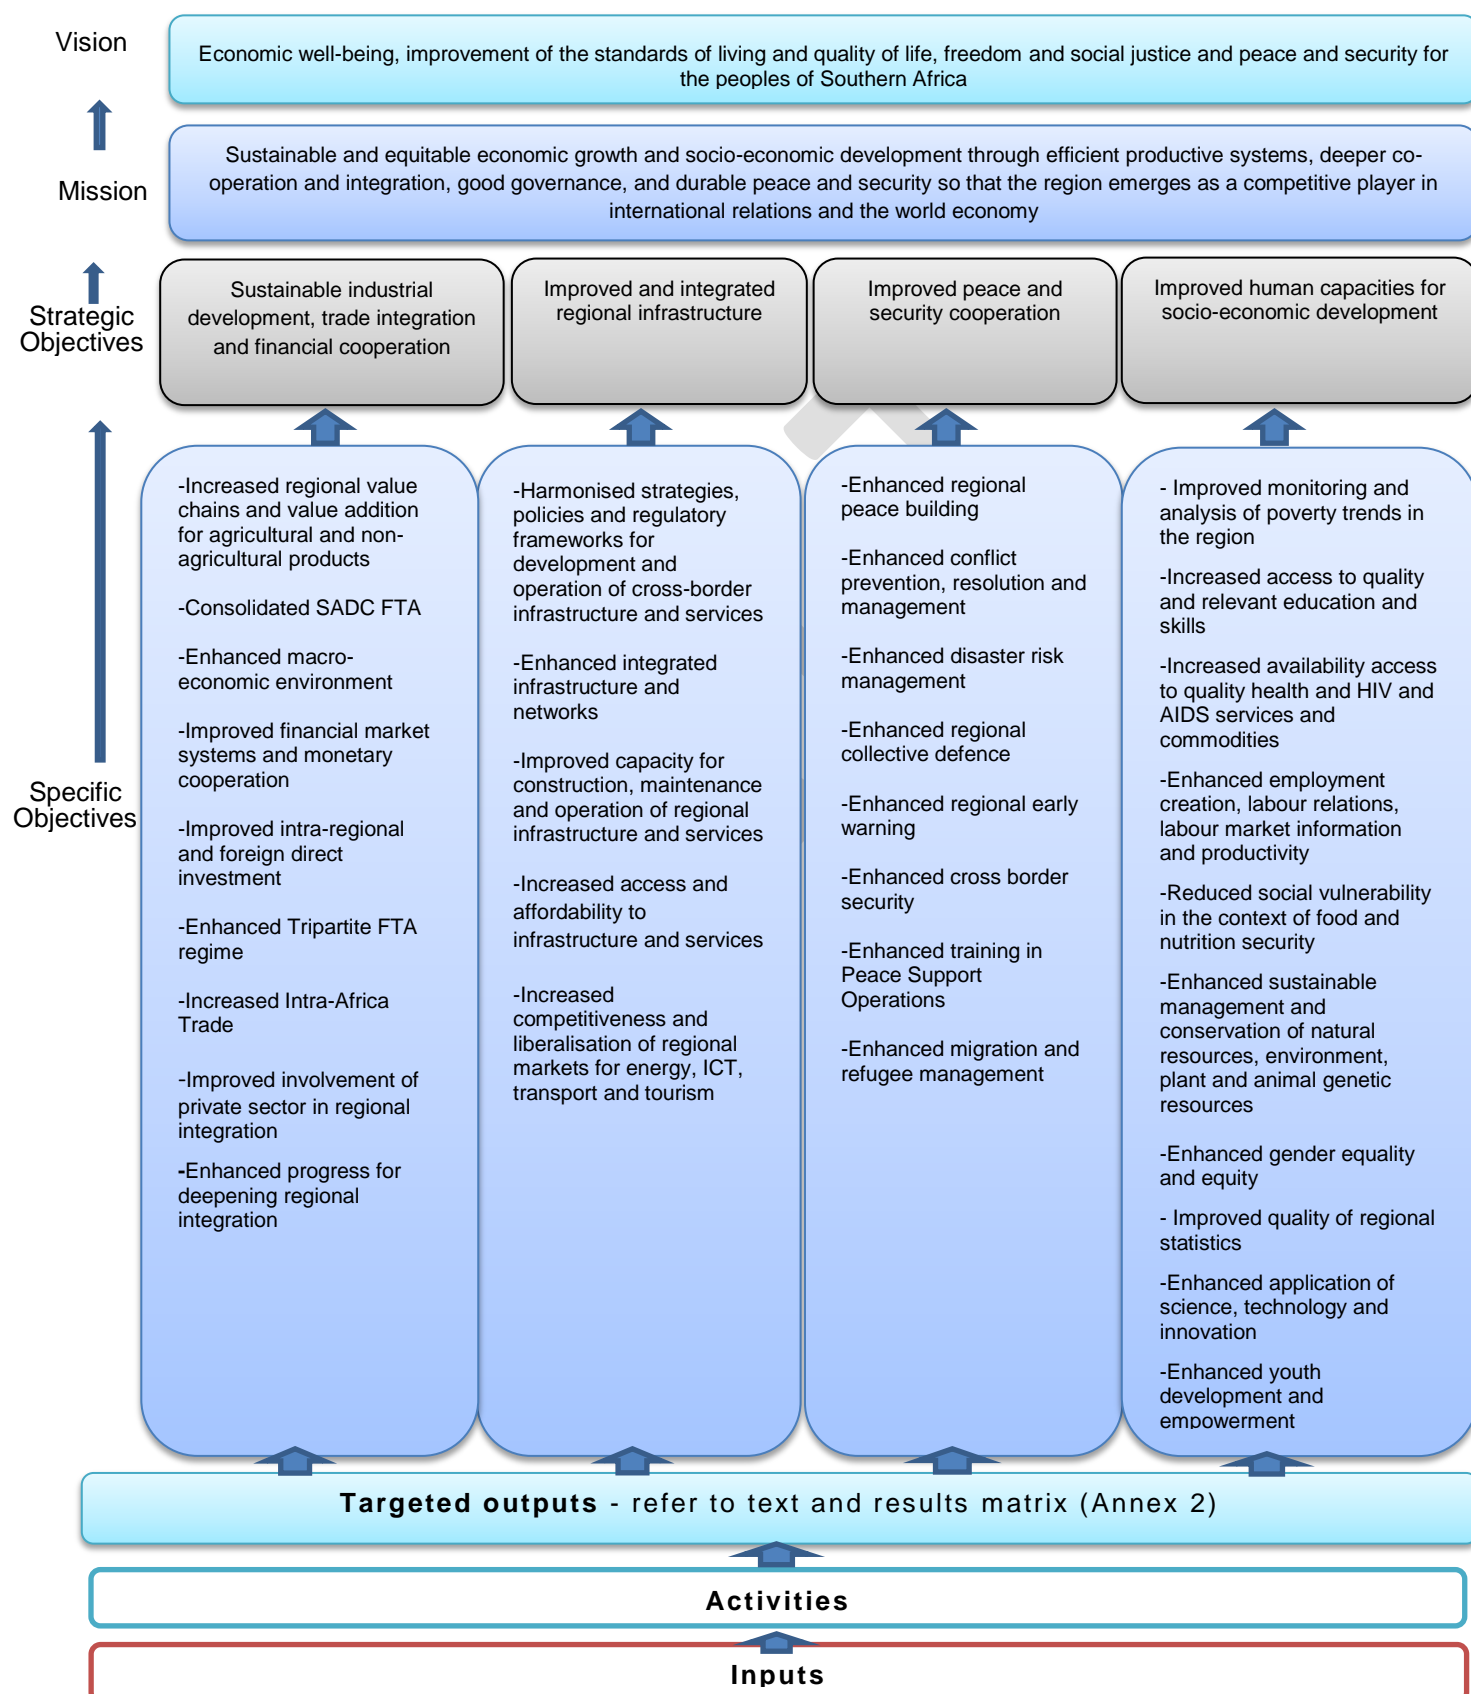 Vision
Economic well-being, improvement of the standards of living and quality of life, freedom and social justice and peace and security for
the peoples of Southern Africa
Mission
Sustainable and equitable economic growth and socio-economic development through efficient productive systems, deeper co-
operation and integration, good governance, and durable peace and security so that the region emerges as a competitive player in
international relations and the world economy
Strategic
Objectives
Sustainable industrial
development, trade integration
and financial cooperation
Improved and integrated
regional infrastructure
Improved peace and
security cooperation
Improved human capacities for
socio-economic development
Specific
Objectives
-Increased regional value
chains and value addition
for agricultural and non-
agricultural products
-Consolidated SADC FTA
-Enhanced macro-
economic environment
-Improved financial market
systems and monetary
cooperation
-Improved intra-regional
and foreign direct
investment
-Enhanced Tripartite FTA
regime
-Increased Intra-Africa
Trade
-Improved involvement of
private sector in regional
integration
-Enhanced progress for
deepening regional
integration
-Harmonised strategies,
policies and regulatory
frameworks for
development and
operation of cross-border
infrastructure and services
-Enhanced integrated
infrastructure and
networks
-Improved capacity for
construction, maintenance
and operation of regional
infrastructure and services
-Increased access and
affordability to
infrastructure and services
-Increased
competitiveness and
liberalisation of regional
markets for energy, ICT,
transport and tourism
-Enhanced regional
peace building
-Enhanced conflict
prevention, resolution and
management
-Enhanced disaster risk
management
-Enhanced regional
collective defence
-Enhanced regional early
warning
-Enhanced cross border
security
-Enhanced training in
Peace Support
Operations
-Enhanced migration and
refugee management
- Improved monitoring and
analysis of poverty trends in
the region
-Increased access to quality
and relevant education and
skills
-Increased availability access
to quality health and HIV and
AIDS services and
commodities
-Enhanced employment
creation, labour relations,
labour market information
and productivity
-Reduced social vulnerability
in the context of food and
nutrition security
-Enhanced sustainable
management and
conservation of natural
resources, environment,
plant and animal genetic
resources
-Enhanced gender equality
and equity
- Improved quality of regional
statistics
-Enhanced application of
science, technology and
innovation
-Enhanced youth
development and
empowerment
Targeted outputs - refer to text and results matrix (Annex 2)
Activities
Inputs